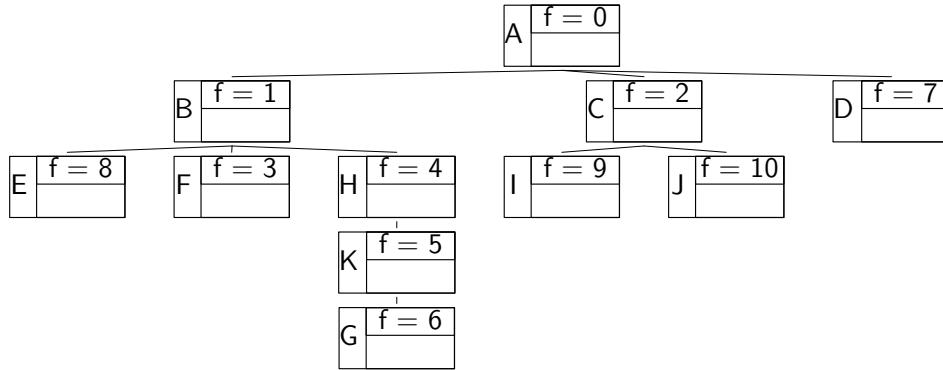 A f = 0
B f = 1
C f = 2
D f = 7
E f = 8
F f = 3
H f = 4
I f = 9
J f = 10
K f = 5
G f = 6